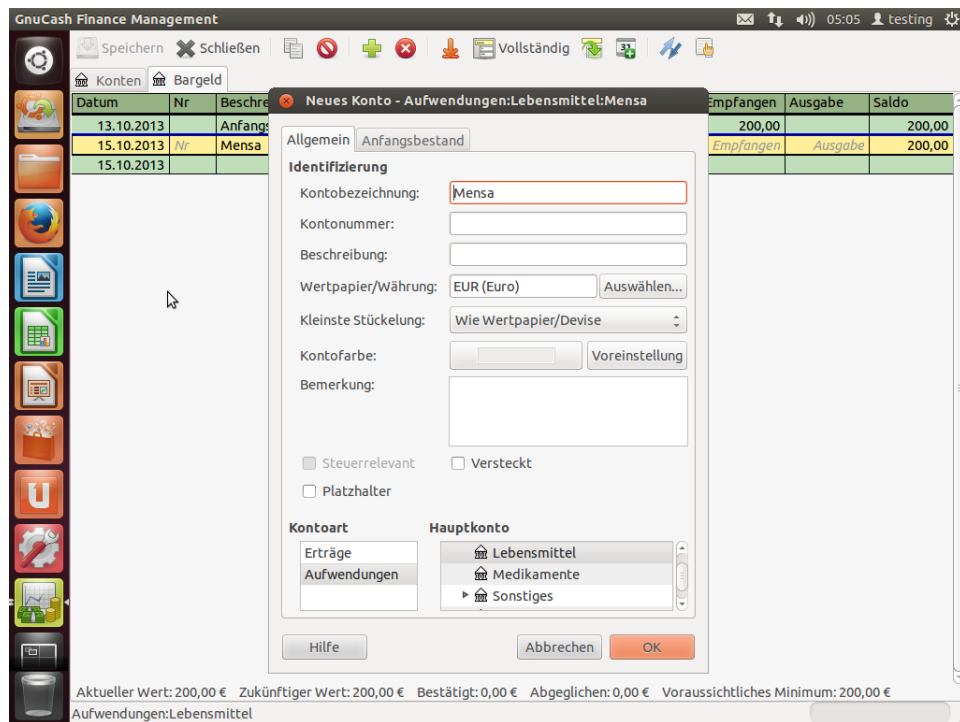 GnuCash Finance Management 05:05 testing
Speichern Schließen Vollständig 31
Konten Bargeld
Datum Nr Beschre Empfangen Ausgabe Saldo
13.10.2013 Anfangs 200,00 200,00
15.10.2013 Nr Mensa Empfangen Ausgabe 200,00
15.10.2013
Neues Konto - Aufwendungen:Lebensmittel:Mensa
Allgemein Anfangsbestand
Identifizierung
Kontobezeichnung: Mensa
Kontonummer:
Beschreibung:
Wertpapier/Währung: EUR (Euro) Auswählen...
Kleinste Stückelung: Wie Wertpapier/Devise
Kontofarbe: Voreinstellung
Bemerkung:
Steuerrelevant Versteckt
Platzhalter
Kontoart Hauptkonto
Erträge Lebensmittel
Aufwendungen Medikamente
Sonstiges
Hilfe Abbrechen OK
Aktueller Wert: 200,00 € Zukünftiger Wert: 200,00 € Bestätigt: 0,00 € Abgeglichen: 0,00 € Voraussichtliches Minimum: 200,00 €
Aufwendungen:Lebensmittel